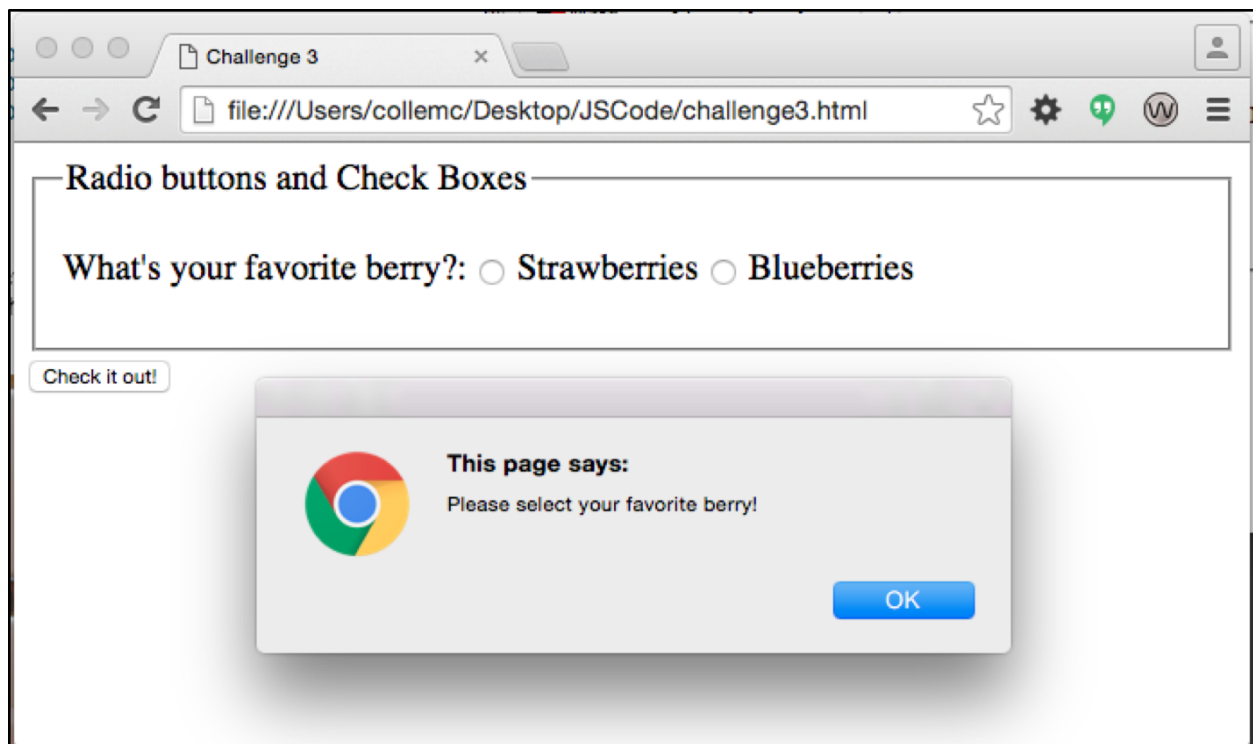 Challenge 3
file:///Users/collemc/Desktop/JSCode/challenge3.html
Radio buttons and Check Boxes
What's your favorite berry?: Strawberries Blueberries
Check it out!
This page says:
Please select your favorite berry!
OK